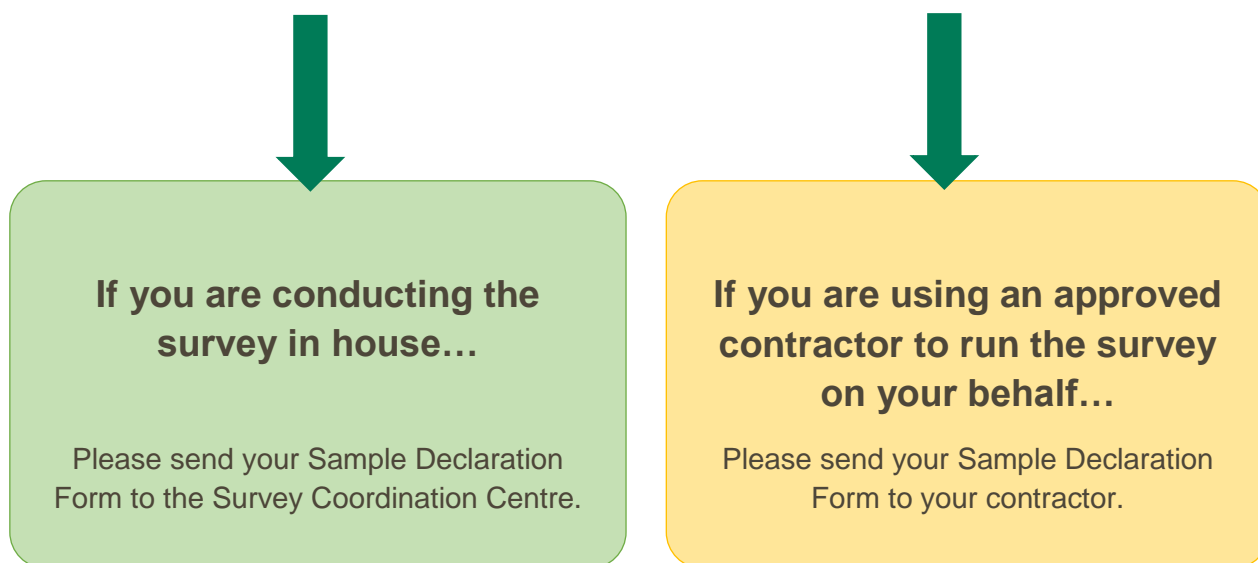 If you are conducting the
survey in house…
Please send your Sample Declaration
Form to the Survey Coordination Centre.
If you are using an approved
contractor to run the survey
on your behalf…
Please send your Sample Declaration
Form to your contractor.